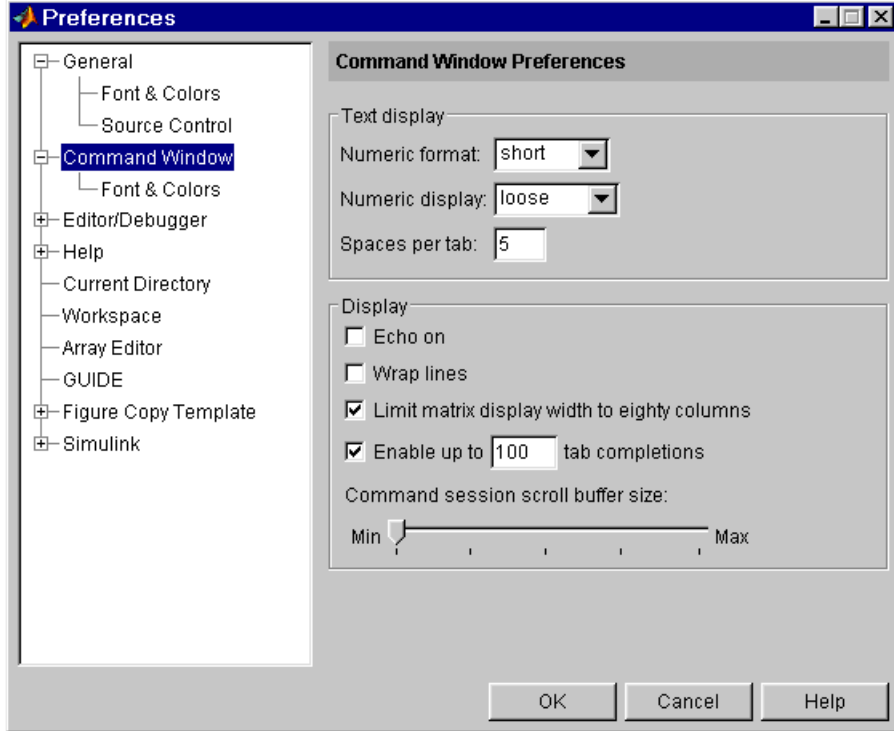 Preferences
General
Font & Colors
Source Control
Command Window
Font & Colors
Editor/Debugger
Help
Current Directory
Workspace
Array Editor
GUIDE
Figure Copy Template
Simulink
Command Window Preferences
Text display
Numeric format: short
Numeric display: loose
Spaces per tab: 5
Display
Echo on
Wrap lines
Limit matrix display width to eighty columns
Enable up to 100 tab completions
Command session scroll buffer size:
Min Max
OK Cancel Help